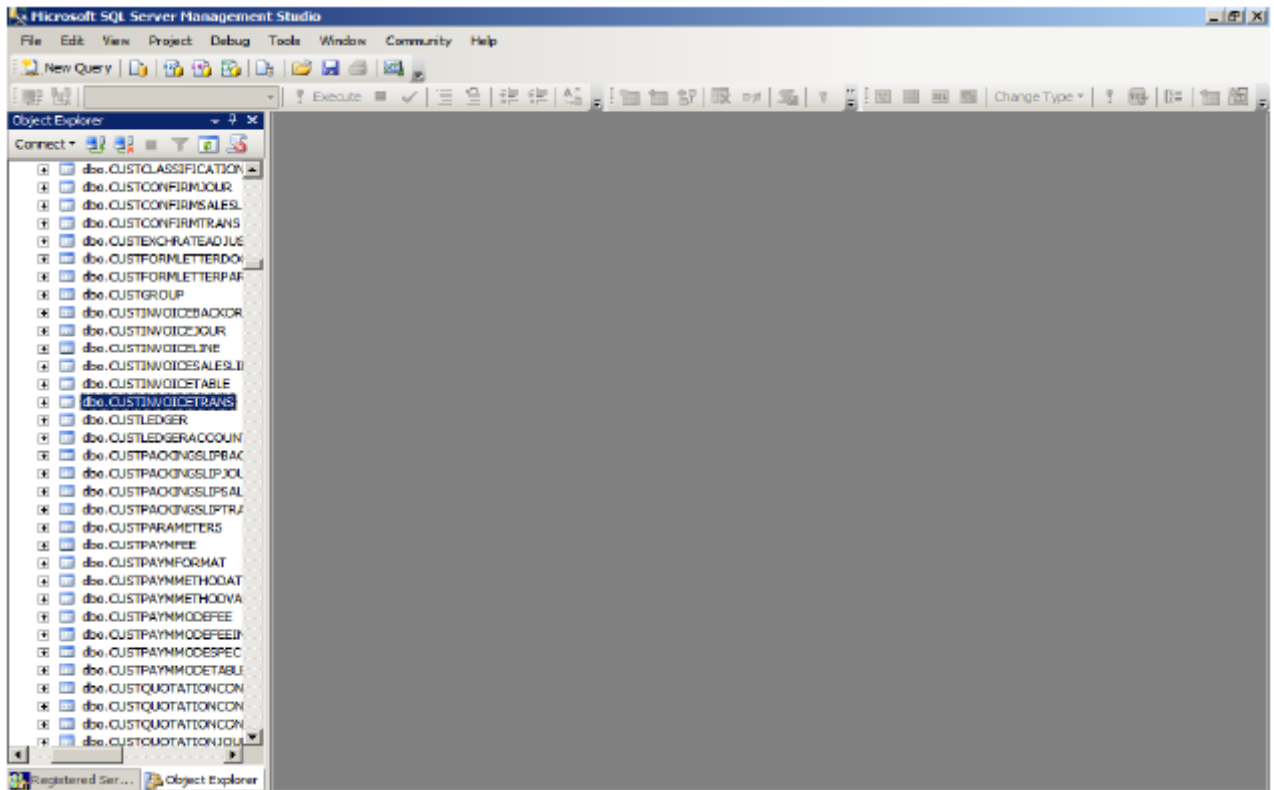 Microsoft SQL Server Management Studio
File Edit View Project Debug Tools Window Community Help
New Query
Execute Change Type
Object Explorer
Connect
dbo.CUSTCLASSIFICATION
dbo.CUSTCONFIRMJOUR
dbo.CUSTCONFIRMSALESL
dbo.CUSTCONFIRMTRANS
dbo.CUSTEXCHRATEADJUS
dbo.CUSTFORMLETTERDO
dbo.CUSTFORMLETTERPAR
dbo.CUSTGROUP
dbo.CUSTINVOICEBACKOR
dbo.CUSTINVOICEJOUR
dbo.CUSTINVOICELINE
dbo.CUSTINVOICESALESLI
dbo.CUSTINVOICETABLE
dbo.CUSTINVOICETRANS
dbo.CUSTLEDGER
dbo.CUSTLEDGERACCOUN
dbo.CUSTPACKINGSLIPBAC
dbo.CUSTPACKINGSLIPJOU
dbo.CUSTPACKINGSLIPSAL
dbo.CUSTPACKINGSLIPTRA
dbo.CUSTPARAMETERS
dbo.CUSTPAYMFEE
dbo.CUSTPAYMFORMAT
dbo.CUSTPAYMMETHODAT
dbo.CUSTPAYMMETHODVA
dbo.CUSTPAYMMODEFEE
dbo.CUSTPAYMMODEFEEIN
dbo.CUSTPAYMMODESPEC
dbo.CUSTPAYMMODETABLE
dbo.CUSTQUOTATIONCON
dbo.CUSTQUOTATIONCON
dbo.CUSTQUOTATIONCON
dbo.CUSTQUOTATIONJOU
Registered Ser... Object Explorer